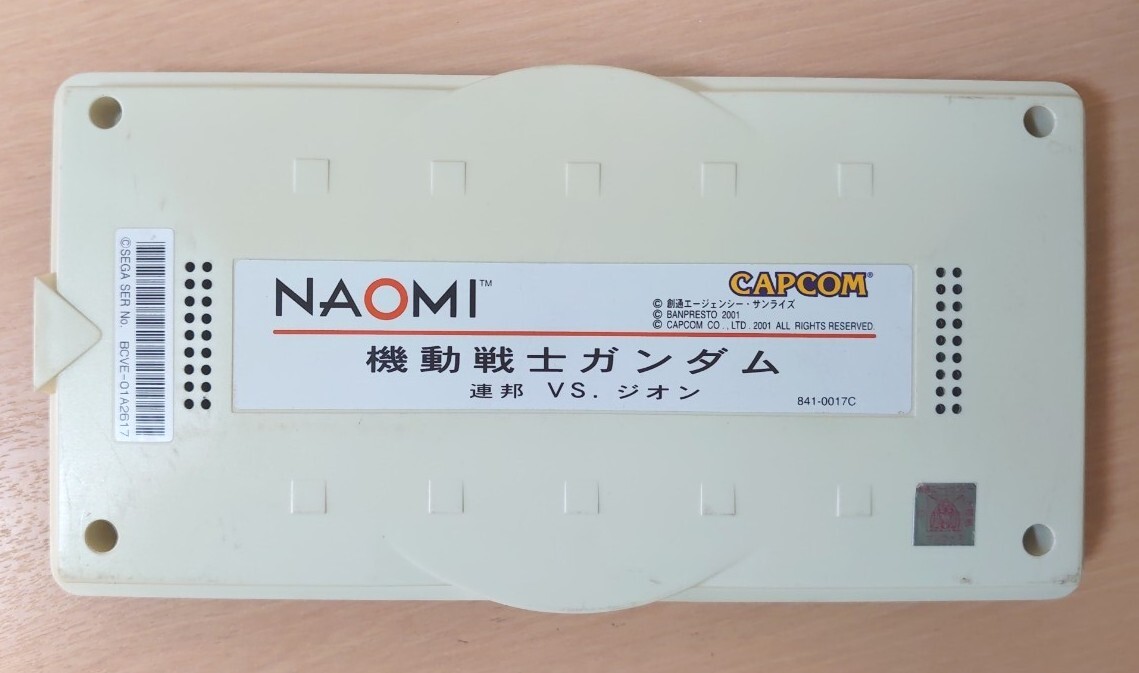 ©SEGA SER No. BCVE-01A2617
NAOMI™
CAPCOM®
© 創通エージェンシー・サンライズ
© BANPRESTO 2001
© CAPCOM CO., LTD. 2001 ALL RIGHTS RESERVED.
機動戦士ガンダム
連邦 VS. ジオン
841-0017C